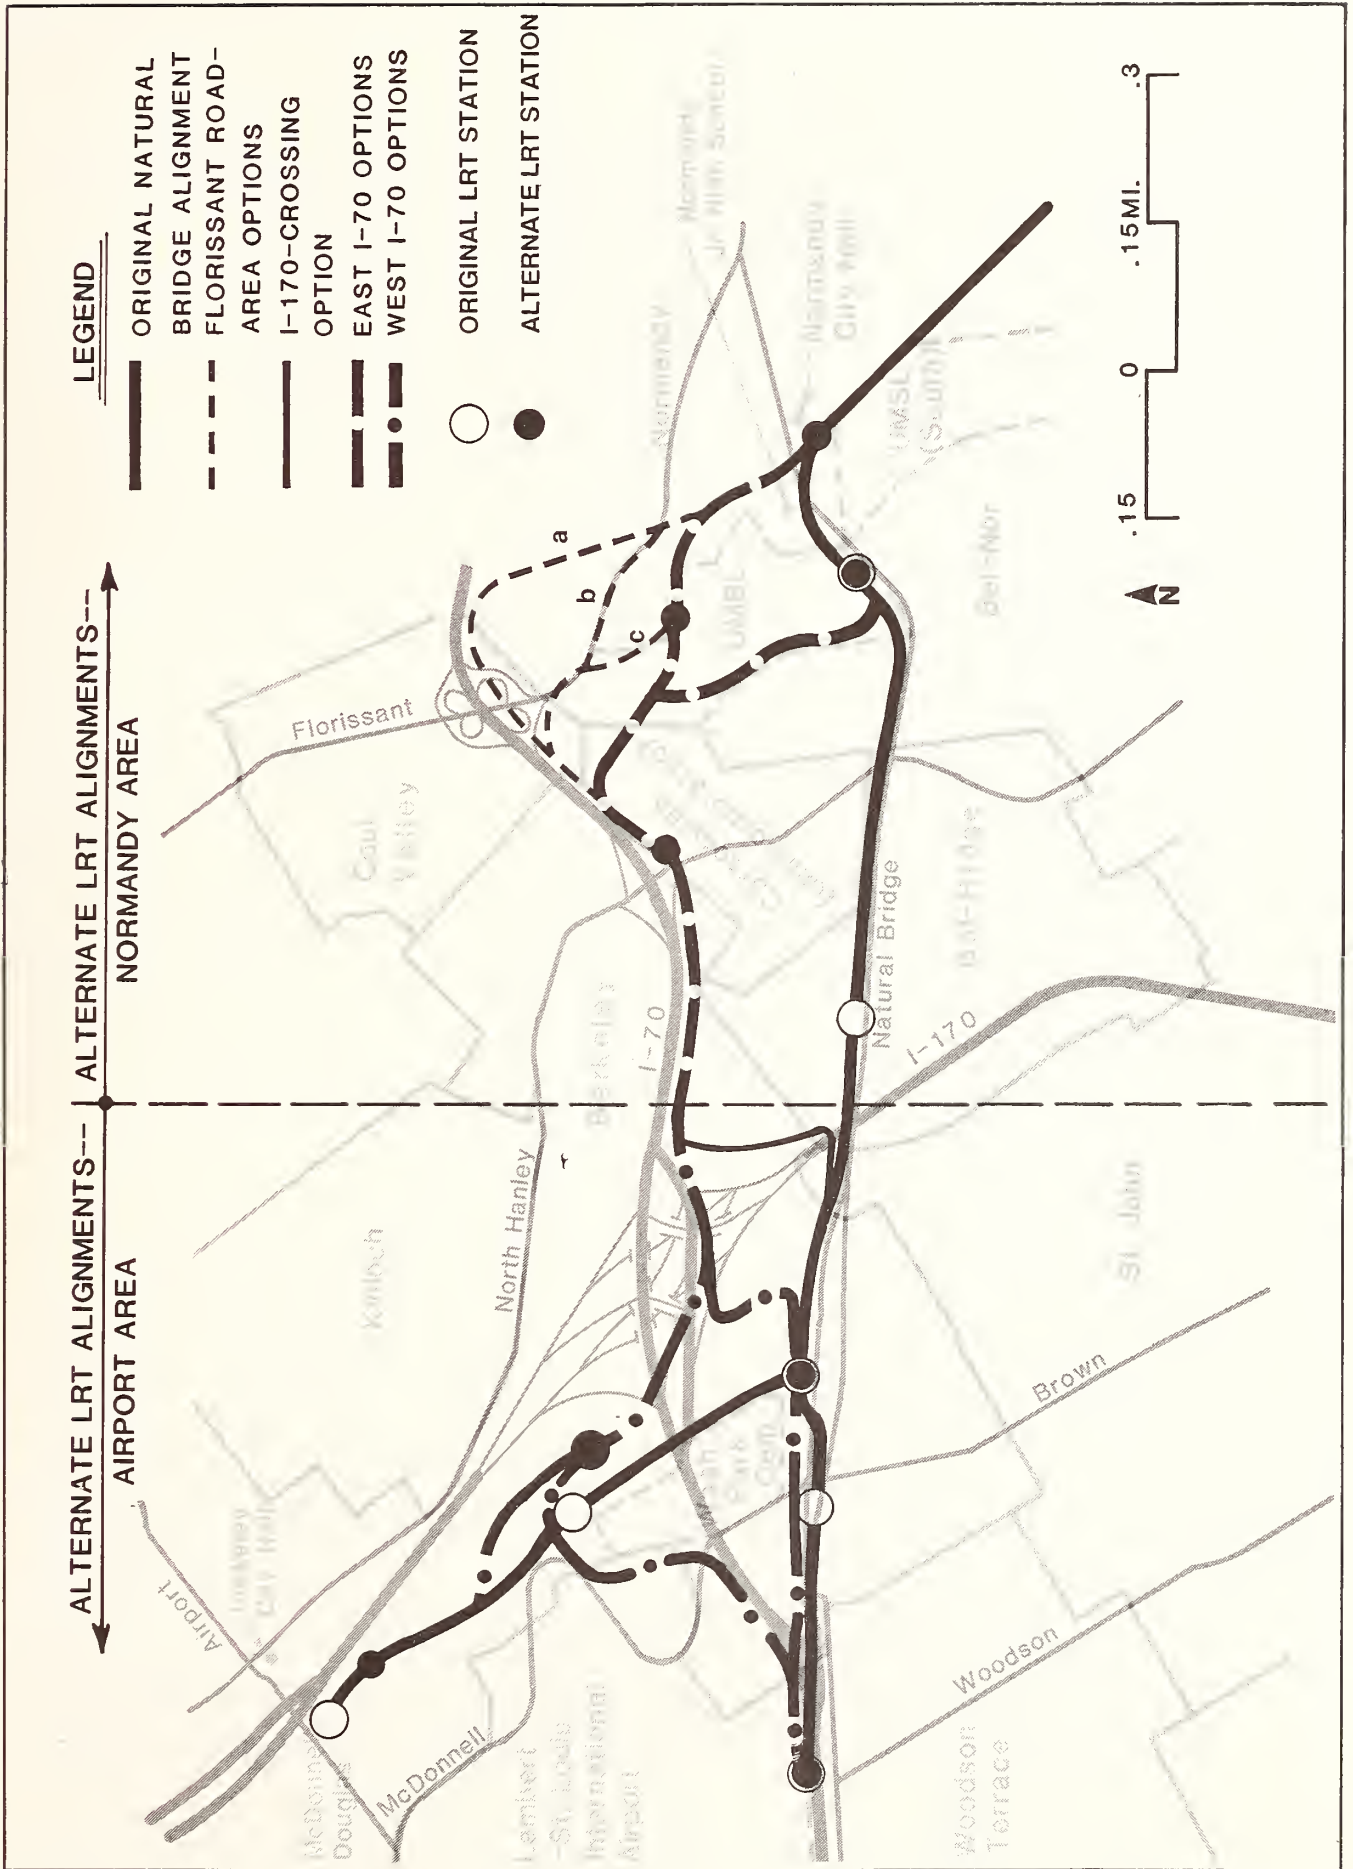 LEGEND
ORIGINAL NATURAL
BRIDGE ALIGNMENT
FLORISSANT ROAD-
AREA OPTIONS
I-170-CROSSING
OPTION
EAST I-70 OPTIONS
WEST I-70 OPTIONS
ORIGINAL LRT STATION
ALTERNATE LRT STATION
ALTERNATE LRT ALIGNMENTS--
AIRPORT AREA
ALTERNATE LRT ALIGNMENTS--
NORMANDY AREA
Airport
Berkeley
City Hall
McDonnell
Douglas
McDonnell
Lambert
-St. Louis
International
Airport
Kinloch
North Hanley
Berkeley
I-70
Cool
Valley
Florissant
a
b
c
Normandy
Normandy
Jr High School
Normandy
City Hall
UMSL
UMSL
(South)
Bel-Nor
Natural Bridge
Bel-Ridge
I-170
St. John
Brown
Woodson
Woodson
Terrace
.15
0
.15MI.
.3
N